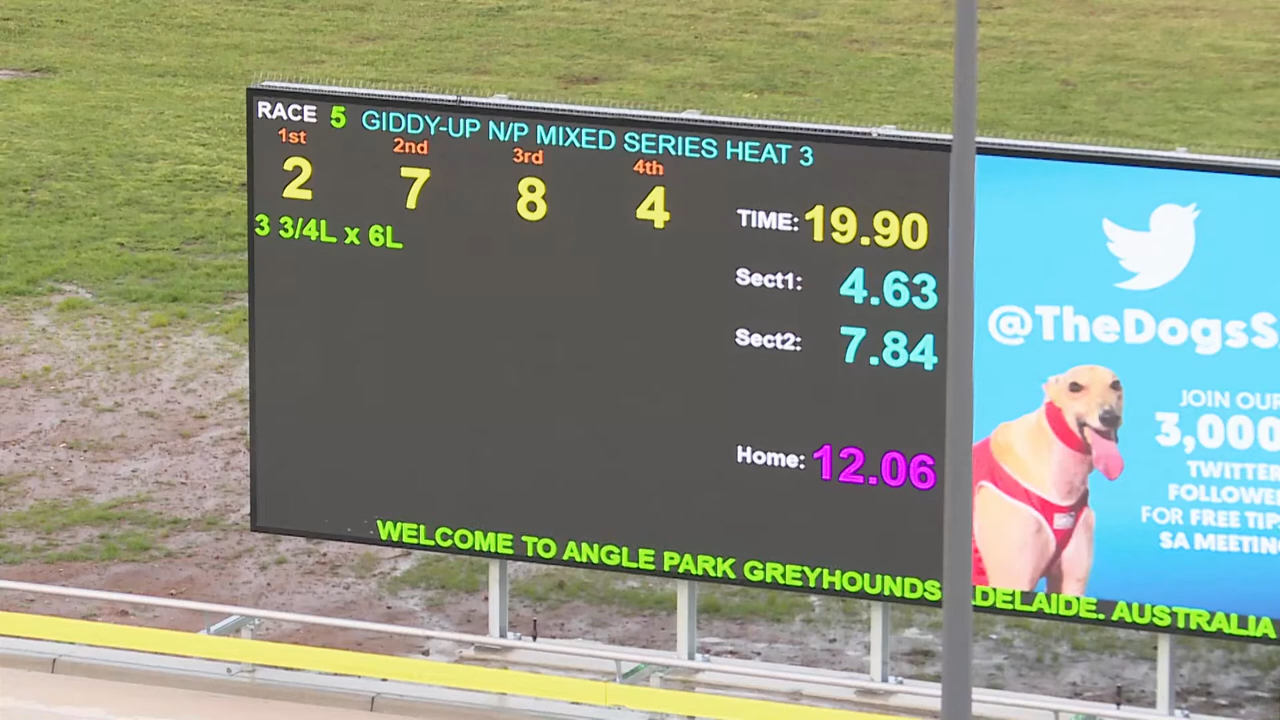 RACE 5 GIDDY-UP N/P MIXED SERIES HEAT 3
1st 2nd 3rd 4th
2 7 8 4
3 3/4L x 6L
TIME: 19.90
Sect1: 4.63
Sect2: 7.84
Home: 12.06
WELCOME TO ANGLE PARK GREYHOUNDS DELAIDE. AUSTRALIA
@TheDogsS
JOIN OUR
3,000
TWITTER
FOLLOWE
FOR FREE TIP
SA MEETIN